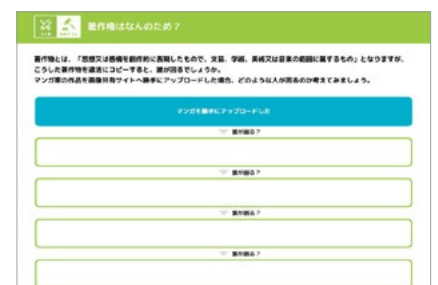 著作権はなんのため？
著作物とは、「思想又は感情を創作的に表現したもので、文芸、学術、美術又は音楽の範囲に属するもの」となりますが、
こうした著作物を違法にコピーすると、誰が困るでしょうか。
マンガ家の作品を画像共有サイトへ勝手にアップロードした場合、どのような人が困るのか考えてみましょう。
マンガを勝手にアップロードした
誰が困る？
誰が困る？
誰が困る？